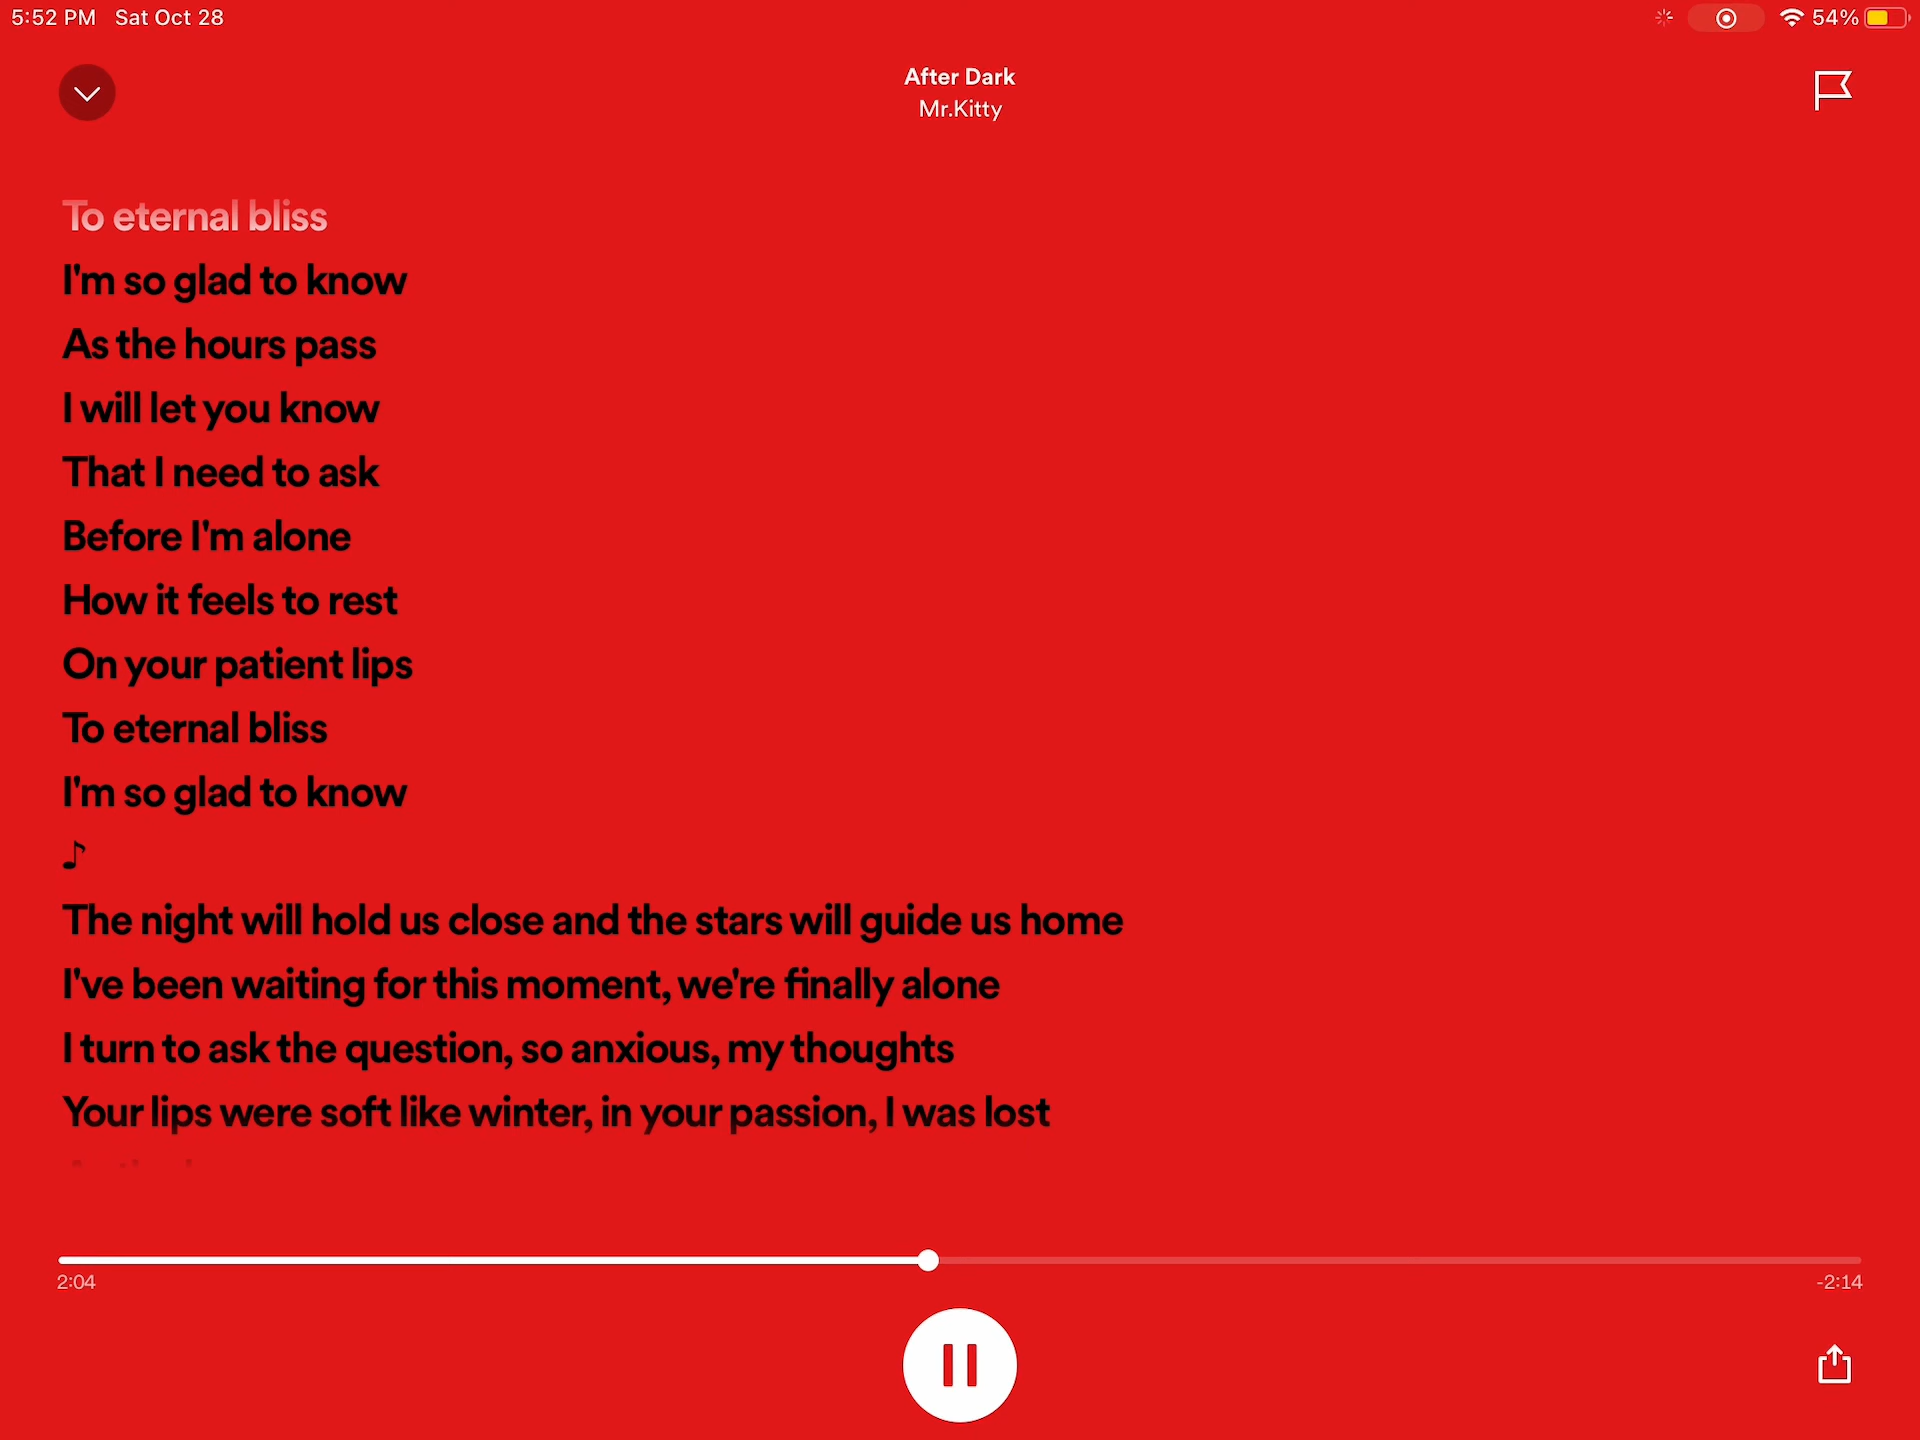 5:52 PM Sat Oct 28
54%
After Dark
Mr.Kitty
To eternal bliss
I'm so glad to know
As the hours pass
I will let you know
That I need to ask
Before I'm alone
How it feels to rest
On your patient lips
To eternal bliss
I'm so glad to know
♪
The night will hold us close and the stars will guide us home
I've been waiting for this moment, we're finally alone
I turn to ask the question, so anxious, my thoughts
Your lips were soft like winter, in your passion, I was lost
2:04
-2:14